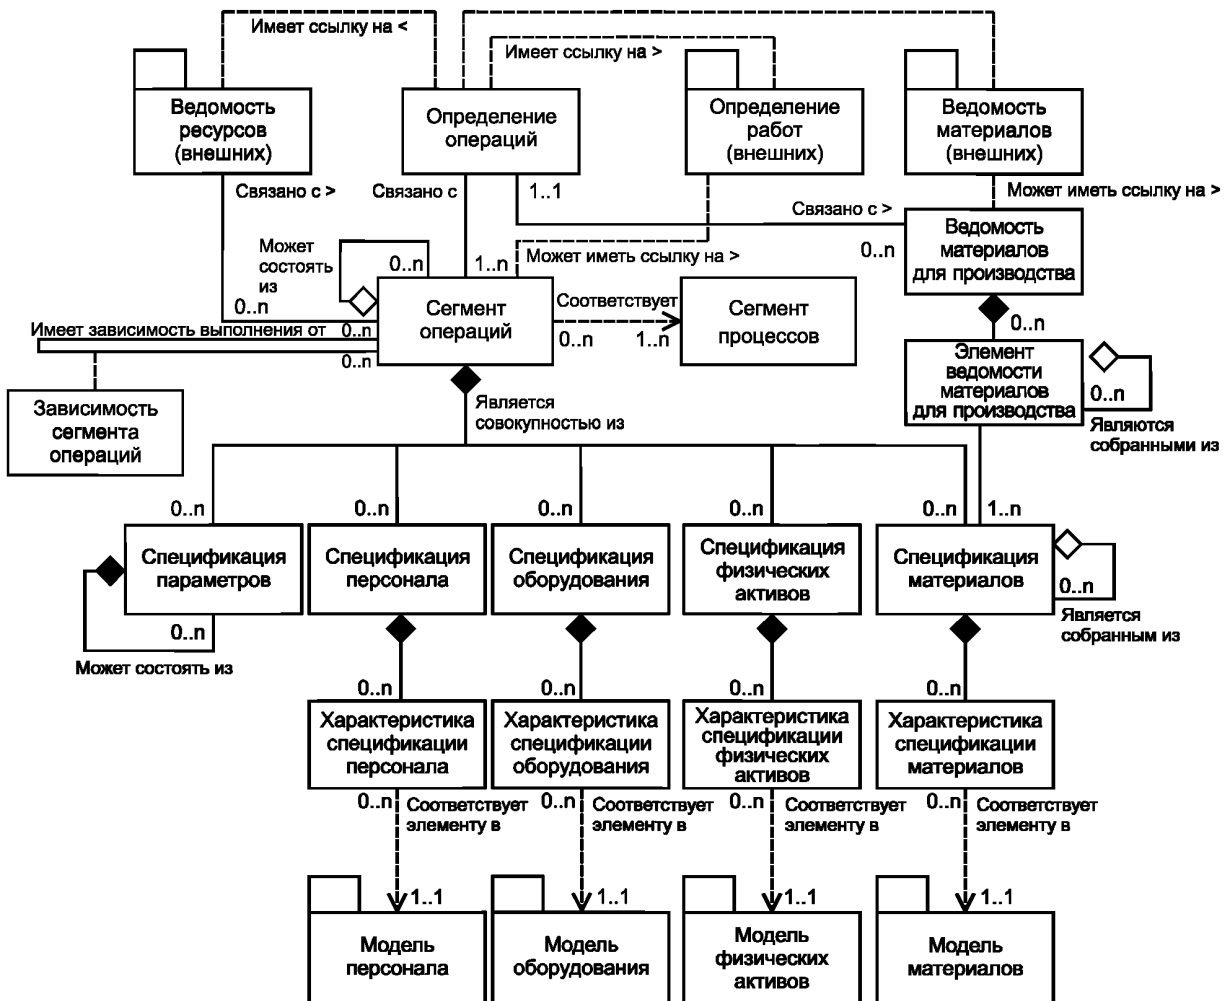 Имеет ссылку на <
Имеет ссылку на >
Ведомость
ресурсов
(внешних)
Определение
операций
Определение
работ
(внешних)
Ведомость
материалов
(внешних)
Связано с >
Связано с
1..1
Связано с >
Может иметь ссылку на >
0..n
Ведомость
материалов
для производства
Может
состоять
из
0..n
1..n
Может иметь ссылку на >
0..n
Сегмент
операций
Соответствует
0..n
1..n
Сегмент
процессов
0..n
Имеет зависимость выполнения от
0..n
0..n
Элемент
ведомости
материалов
для производства
0..n
Являются
собранными из
Зависимость
сегмента
операций
Является
совокупностью из
0..n
0..n
0..n
0..n
0..n
1..n
Спецификация
параметров
Спецификация
персонала
Спецификация
оборудования
Спецификация
физических
активов
Спецификация
материалов
0..n
Является
собранным из
0..n
Может состоять из
0..n
0..n
0..n
0..n
Характеристика
спецификации
персонала
Характеристика
спецификации
оборудования
Характеристика
спецификации
физических
активов
Характеристика
спецификации
материалов
0..n
Соответствует
элементу в
0..n
Соответствует
элементу в
0..n
Соответствует
элементу в
0..n
Соответствует
элементу в
1..1
1..1
1..1
1..1
Модель
персонала
Модель
оборудования
Модель
физических
активов
Модель
материалов